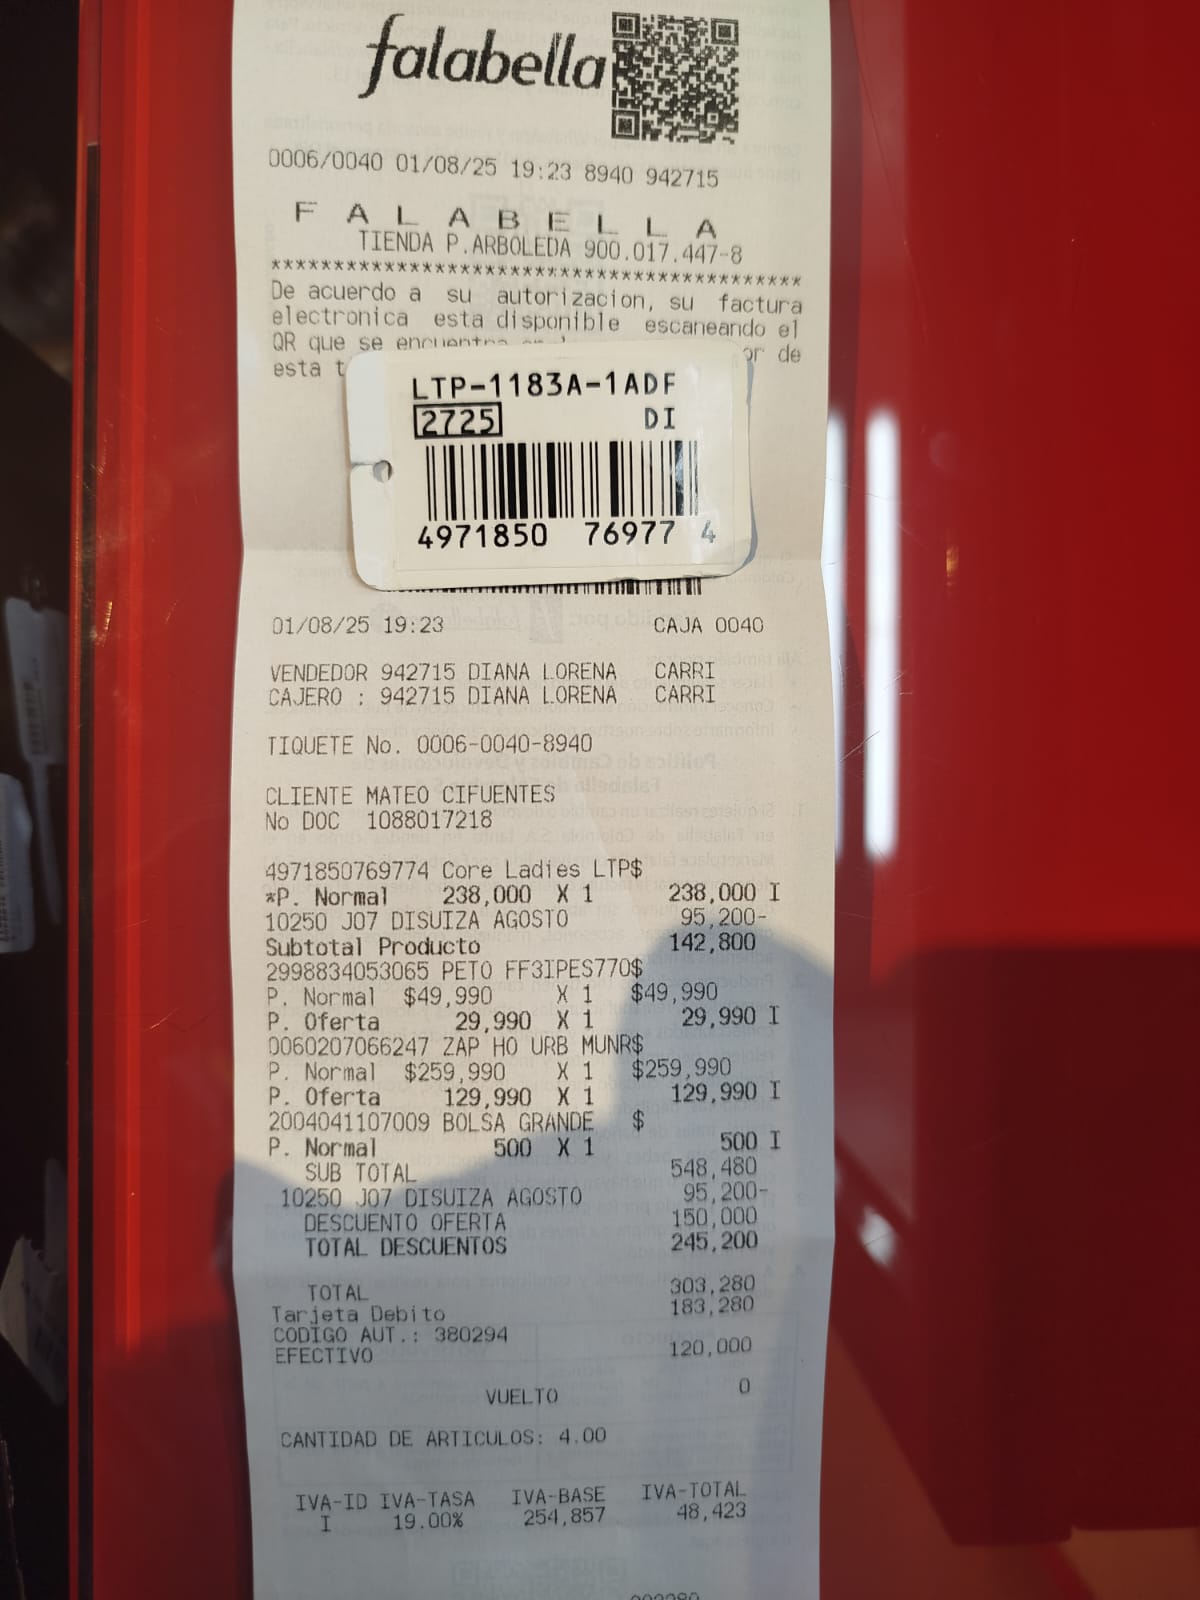 falabella
0006/0040 01/08/25 19:23 8940 942715
F A L A B E L L A
TIENDA P.ARBOLEDA 900.017.447-8
******************************************
De acuerdo a su autorizacion, su factura
electronica esta disponible escaneando el
QR que se encuentra de
esta
LTP-1183A-1ADF
2725 DI
4971850 76977 4
01/08/25 19:23 CAJA 0040
VENDEDOR 942715 DIANA LORENA CARRI
CAJERO : 942715 DIANA LORENA CARRI
TIQUETE No. 0006-0040-8940
CLIENTE MATEO CIFUENTES
No DOC 1088017218
4971850769774 Core Ladies LTP$
*P. Normal 238,000 X 1 238,000 I
10250 J07 DISUIZA AGOSTO 95,200-
Subtotal Producto 142,800
2998834053065 PETO FF3IPES770$
P. Normal $49,990 X 1 $49,990
P. Oferta 29,990 X 1 29,990 I
0060207066247 ZAP HO URB MUNR$
P. Normal $259,990 X 1 $259,990
P. Oferta 129,990 X 1 129,990 I
2004041107009 BOLSA GRANDE $
P. Normal 500 X 1 500 I
SUB TOTAL 548,480
10250 J07 DISUIZA AGOSTO 95,200-
DESCUENTO OFERTA 150,000
TOTAL DESCUENTOS 245,200
TOTAL 303,280
Tarjeta Debito 183,280
CODIGO AUT.: 380294
EFECTIVO 120,000
VUELTO 0
CANTIDAD DE ARTICULOS: 4.00
IVA-ID IVA-TASA IVA-BASE IVA-TOTAL
I 19.00% 254,857 48,423